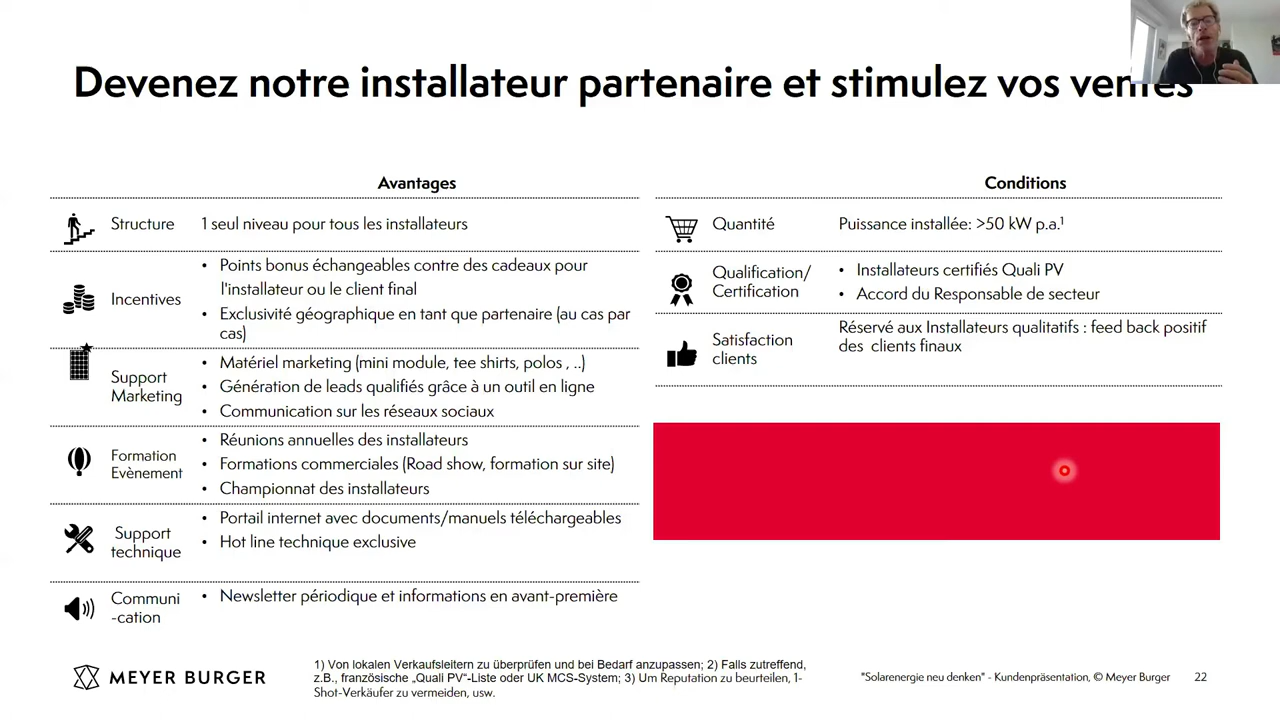 Devenez notre installateur partenaire et stimulez vos ventes
Avantages
Structure
1 seul niveau pour tous les installateurs
Incentives
• Points bonus échangeables contre des cadeaux pour
l'installateur ou le client final
• Exclusivité géographique en tant que partenaire (au cas par
cas)
Support
Marketing
• Matériel marketing (mini module, tee shirts, polos , ..)
• Génération de leads qualifiés grâce à un outil en ligne
• Communication sur les réseaux sociaux
Formation
Evènement
• Réunions annuelles des installateurs
• Formations commerciales (Road show, formation sur site)
• Championnat des installateurs
Support
technique
• Portail internet avec documents/manuels téléchargeables
• Hot line technique exclusive
Communi
-cation
• Newsletter périodique et informations en avant-première
Conditions
Quantité
Puissance installée: >50 kW p.a.¹
Qualification/
Certification
• Installateurs certifiés Quali PV
• Accord du Responsable de secteur
Satisfaction
clients
Réservé aux Installateurs qualitatifs : feed back positif
des clients finaux
MEYER BURGER
1) Von lokalen Verkaufsleitern zu überprüfen und bei Bedarf anzupassen; 2) Falls zutreffend,
z.B., französische „Quali PV“-Liste oder UK MCS-System; 3) Um Reputation zu beurteilen, 1-
Shot-Verkäufer zu vermeiden, usw.
"Solarenergie neu denken" - Kundenpräsentation, © Meyer Burger
22